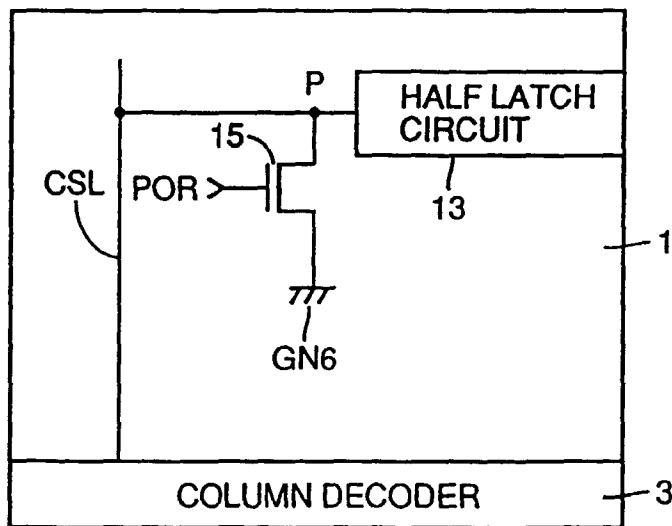 P
HALF LATCH
CIRCUIT
15
CSL
POR
13
1
GN6
COLUMN DECODER
3